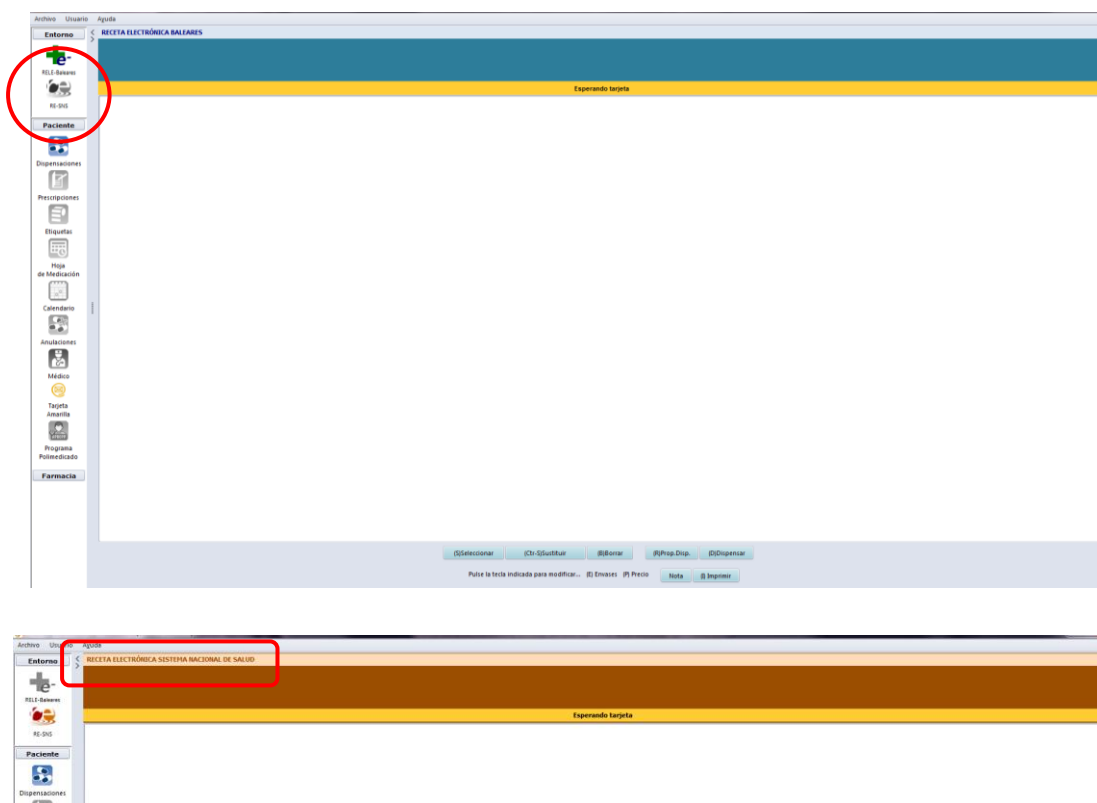 Archivo Usuario Ayuda
Entorno
RECETA ELECTRÓNICA BALEARES
e-
RELE-Baleares
Esperando tarjeta
RE-SNS
Paciente
Dispensaciones
Prescripciones
Etiquetas
Hoja
de Medicación
Calendario
Anulaciones
Médico
Tarjeta
Amarilla
Programa
Polimedicado
Farmacia
(S)Seleccionar (Ctr-S)Sustituir (B)Borrar (R)Prop.Disp. (D)Dispensar
Pulse la tecla indicada para modificar... (E) Envases (P) Precio Nota (I) Imprimir
Archivo Usuario Ayuda
Entorno
RECETA ELECTRÓNICA SISTEMA NACIONAL DE SALUD
e-
RELE-Baleares
Esperando tarjeta
RE-SNS
Paciente
Dispensaciones